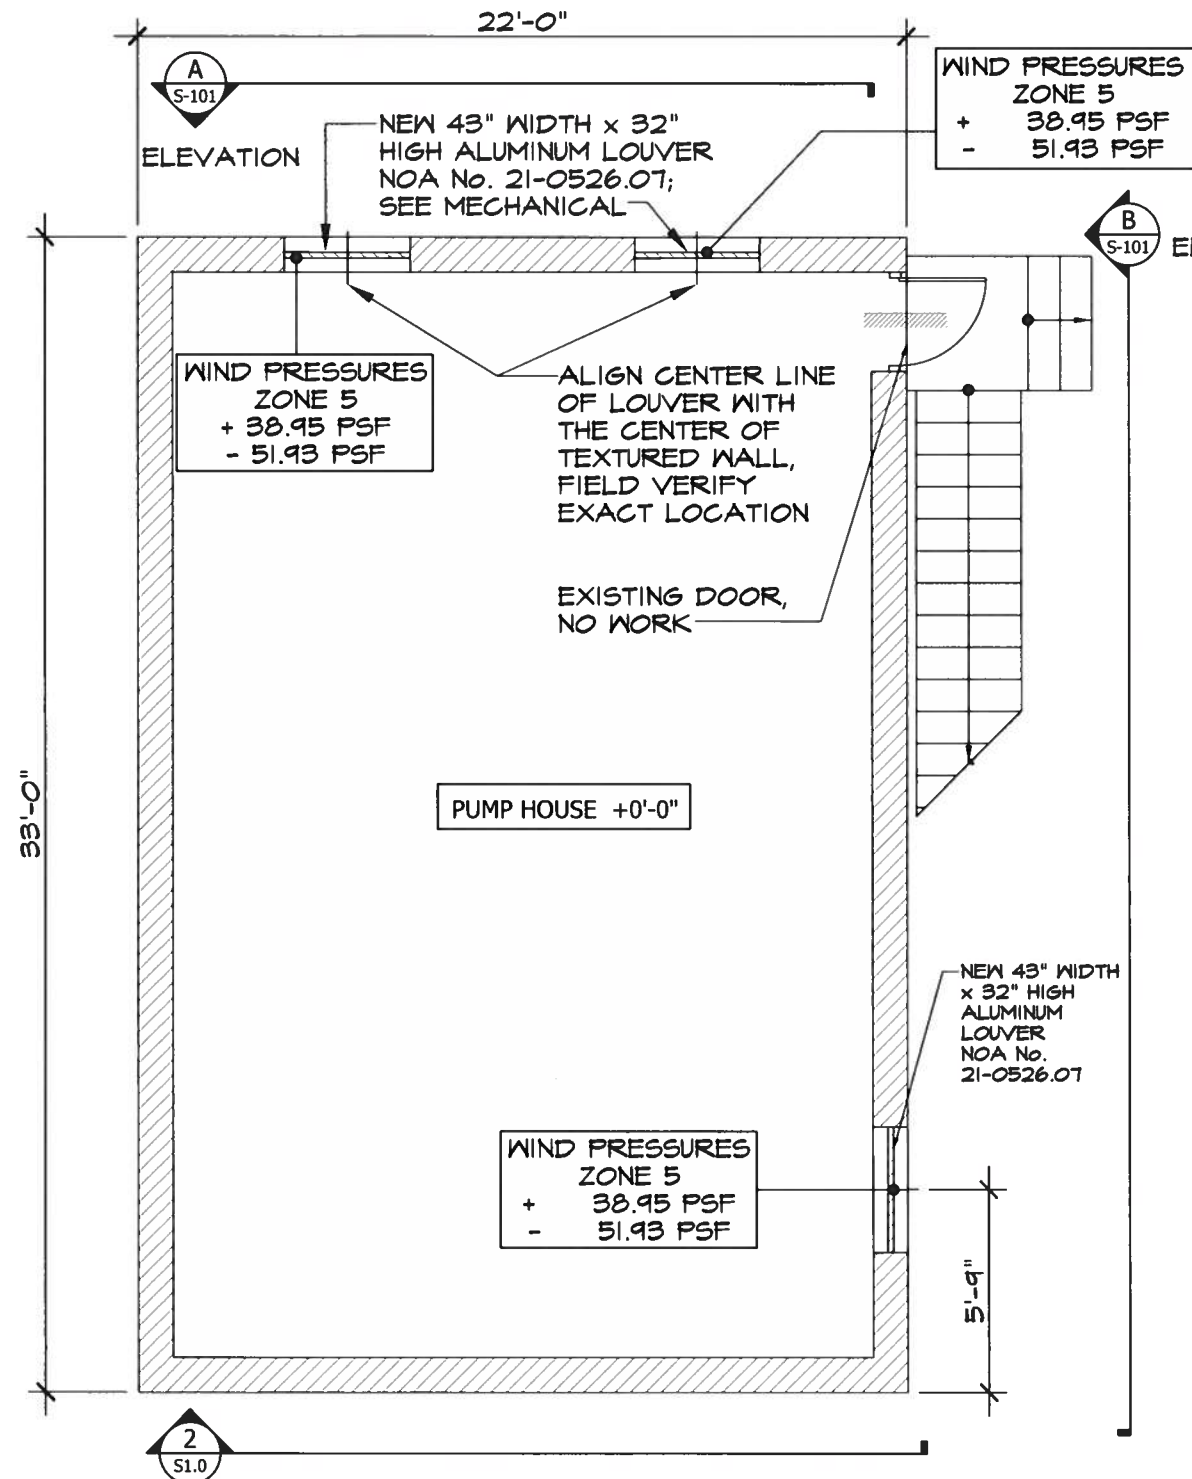 22'-0"
A
S-101
ELEVATION
NEW 43" WIDTH x 32"
HIGH ALUMINUM LOUVER
NOA No. 21-0526.07;
SEE MECHANICAL
WIND PRESSURES
ZONE 5
+ 38.95 PSF
- 51.93 PSF
B
S-101
WIND PRESSURES
ZONE 5
+ 38.95 PSF
- 51.93 PSF
ALIGN CENTER LINE
OF LOUVER WITH
THE CENTER OF
TEXTURED WALL,
FIELD VERIFY
EXACT LOCATION
EXISTING DOOR,
NO WORK
33'-0"
PUMP HOUSE +0'-0"
NEW 43" WIDTH
x 32" HIGH
ALUMINUM
LOUVER
NOA No.
21-0526.07
WIND PRESSURES
ZONE 5
+ 38.95 PSF
- 51.93 PSF
5'-9"
2
S1.0